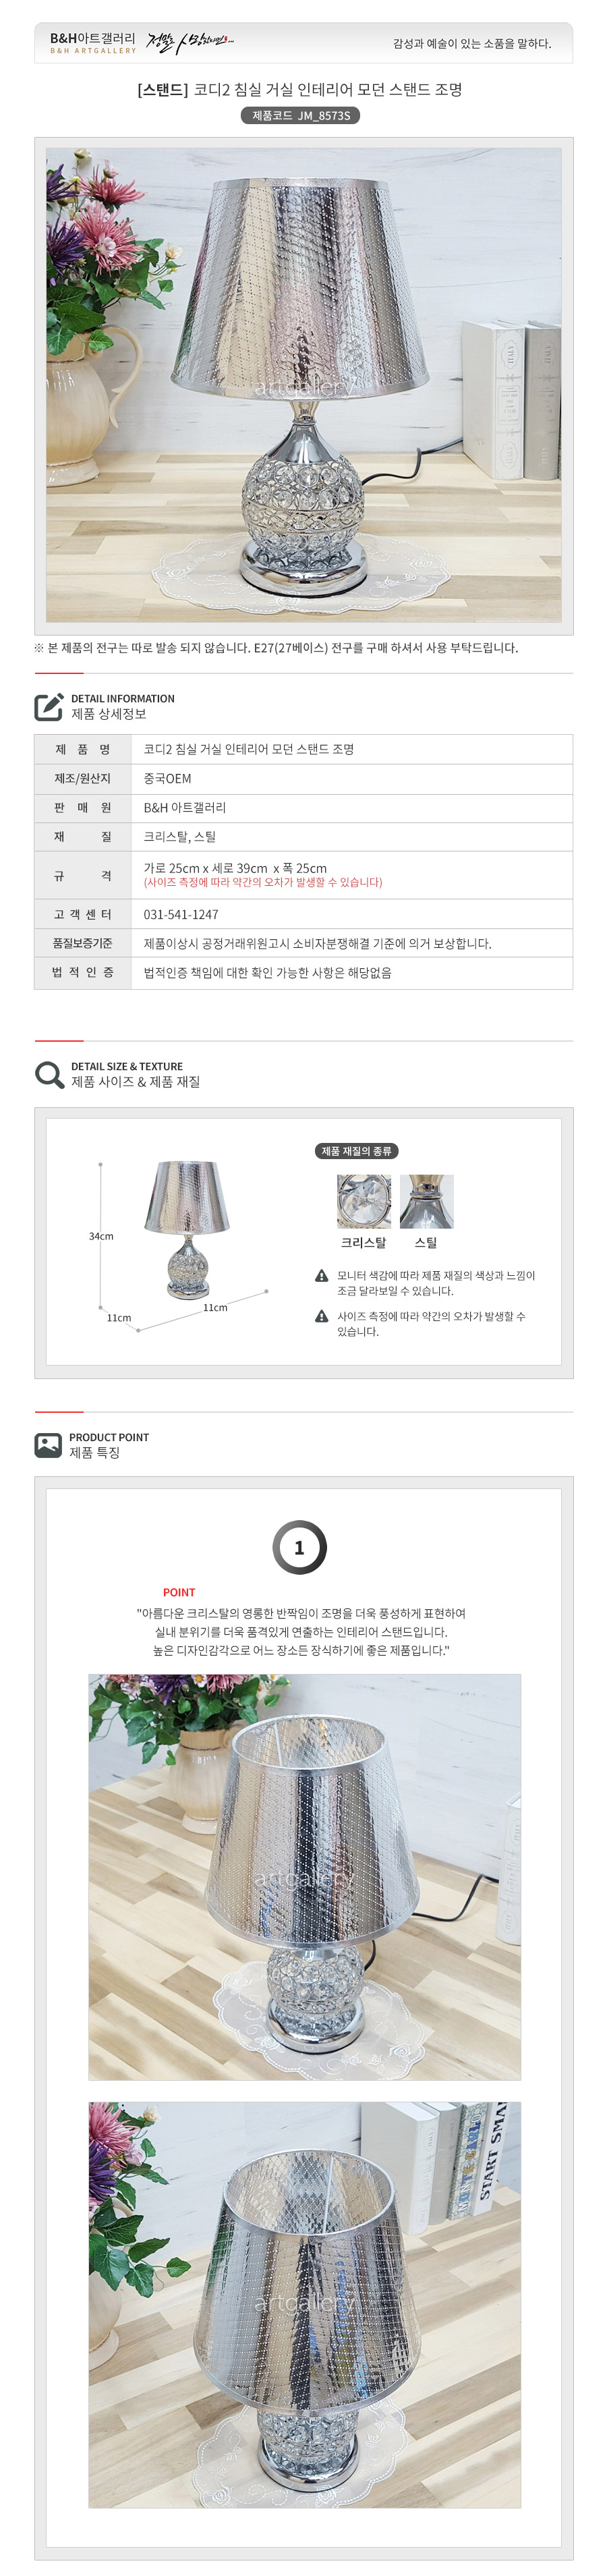 B&H아트갤러리
B&H ARTGALLERY
정말 사랑한다면...
감성과 예술이 있는 소품을 말하다.
[스탠드] 코디2 침실 거실 인테리어 모던 스탠드 조명
제품코드 JM_8573S
ITALY
ITALY
artgallery
※ 본 제품의 전구는 따로 발송 되지 않습니다. E27(27베이스) 전구를 구매 하셔서 사용 부탁드립니다.
DETAIL INFORMATION
제품 상세정보
제 품 명 코디2 침실 거실 인테리어 모던 스탠드 조명
제조/원산지 중국OEM
판 매 원 B&H 아트갤러리
재 질 크리스탈, 스틸
규 격 가로 25cm x 세로 39cm x 폭 25cm
(사이즈 측정에 따라 약간의 오차가 발생할 수 있습니다)
고 객 센 터 031-541-1247
품질보증기준 제품이상시 공정거래위원고시 소비자분쟁해결 기준에 의거 보상합니다.
법 적 인 증 법적인증 책임에 대한 확인 가능한 사항은 해당없음
DETAIL SIZE & TEXTURE
제품 사이즈 & 제품 재질
제품 재질의 종류
34cm
11cm
11cm
크리스탈 스틸
모니터 색감에 따라 제품 재질의 색상과 느낌이
조금 달라보일 수 있습니다.
사이즈 측정에 따라 약간의 오차가 발생할 수
있습니다.
PRODUCT POINT
제품 특징
1
POINT
"아름다운 크리스탈의 영롱한 반짝임이 조명을 더욱 풍성하게 표현하여
실내 분위기를 더욱 품격있게 연출하는 인테리어 스탠드입니다.
높은 디자인감각으로 어느 장소든 장식하기에 좋은 제품입니다."
artgallery
START SMA
artgallery